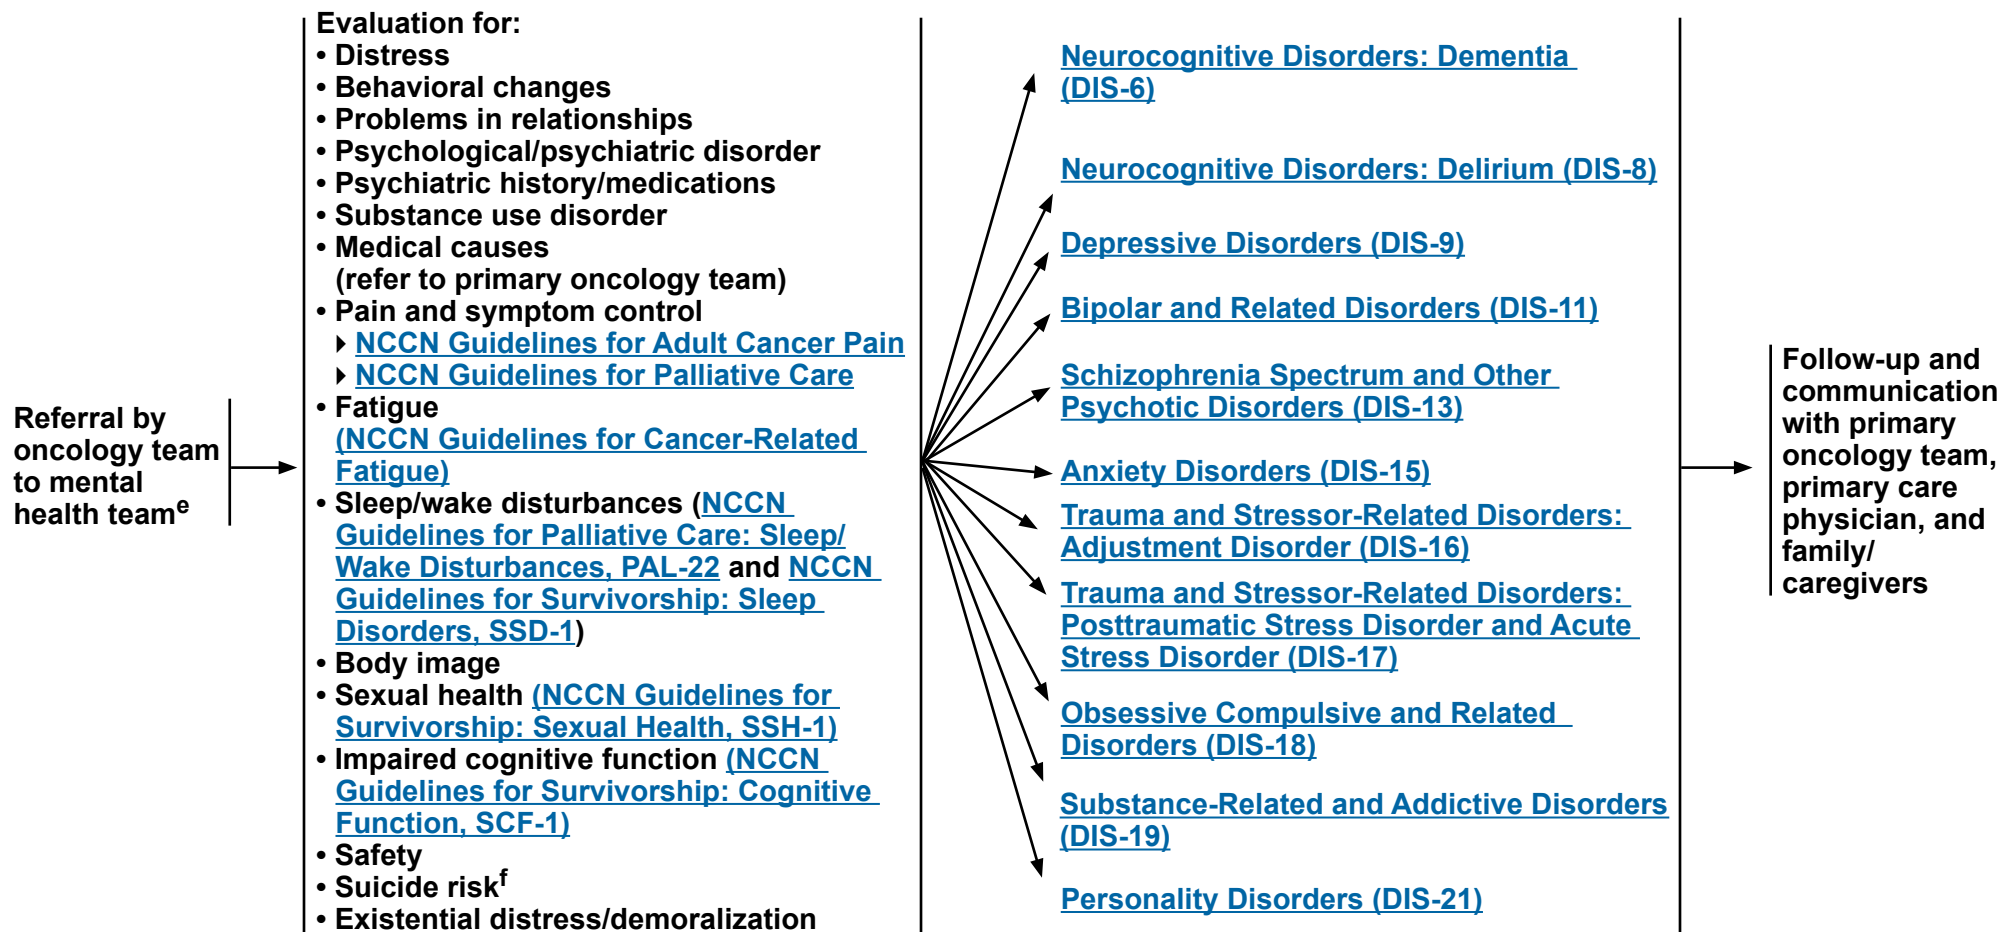 Referral by
oncology team
to mental
health teamᵉ
Evaluation for:
• Distress
• Behavioral changes
• Problems in relationships
• Psychological/psychiatric disorder
• Psychiatric history/medications
• Substance use disorder
• Medical causes
(refer to primary oncology team)
• Pain and symptom control
▸ NCCN Guidelines for Adult Cancer Pain
▸ NCCN Guidelines for Palliative Care
• Fatigue
(NCCN Guidelines for Cancer-Related
Fatigue)
• Sleep/wake disturbances (NCCN
Guidelines for Palliative Care: Sleep/
Wake Disturbances, PAL-22 and NCCN
Guidelines for Survivorship: Sleep
Disorders, SSD-1)
• Body image
• Sexual health (NCCN Guidelines for
Survivorship: Sexual Health, SSH-1)
• Impaired cognitive function (NCCN
Guidelines for Survivorship: Cognitive
Function, SCF-1)
• Safety
• Suicide riskᶠ
• Existential distress/demoralization
Neurocognitive Disorders: Dementia
(DIS-6)
Neurocognitive Disorders: Delirium (DIS-8)
Depressive Disorders (DIS-9)
Bipolar and Related Disorders (DIS-11)
Schizophrenia Spectrum and Other
Psychotic Disorders (DIS-13)
Anxiety Disorders (DIS-15)
Trauma and Stressor-Related Disorders:
Adjustment Disorder (DIS-16)
Trauma and Stressor-Related Disorders:
Posttraumatic Stress Disorder and Acute
Stress Disorder (DIS-17)
Obsessive Compulsive and Related
Disorders (DIS-18)
Substance-Related and Addictive Disorders
(DIS-19)
Personality Disorders (DIS-21)
Follow-up and
communication
with primary
oncology team,
primary care
physician, and
family/
caregivers